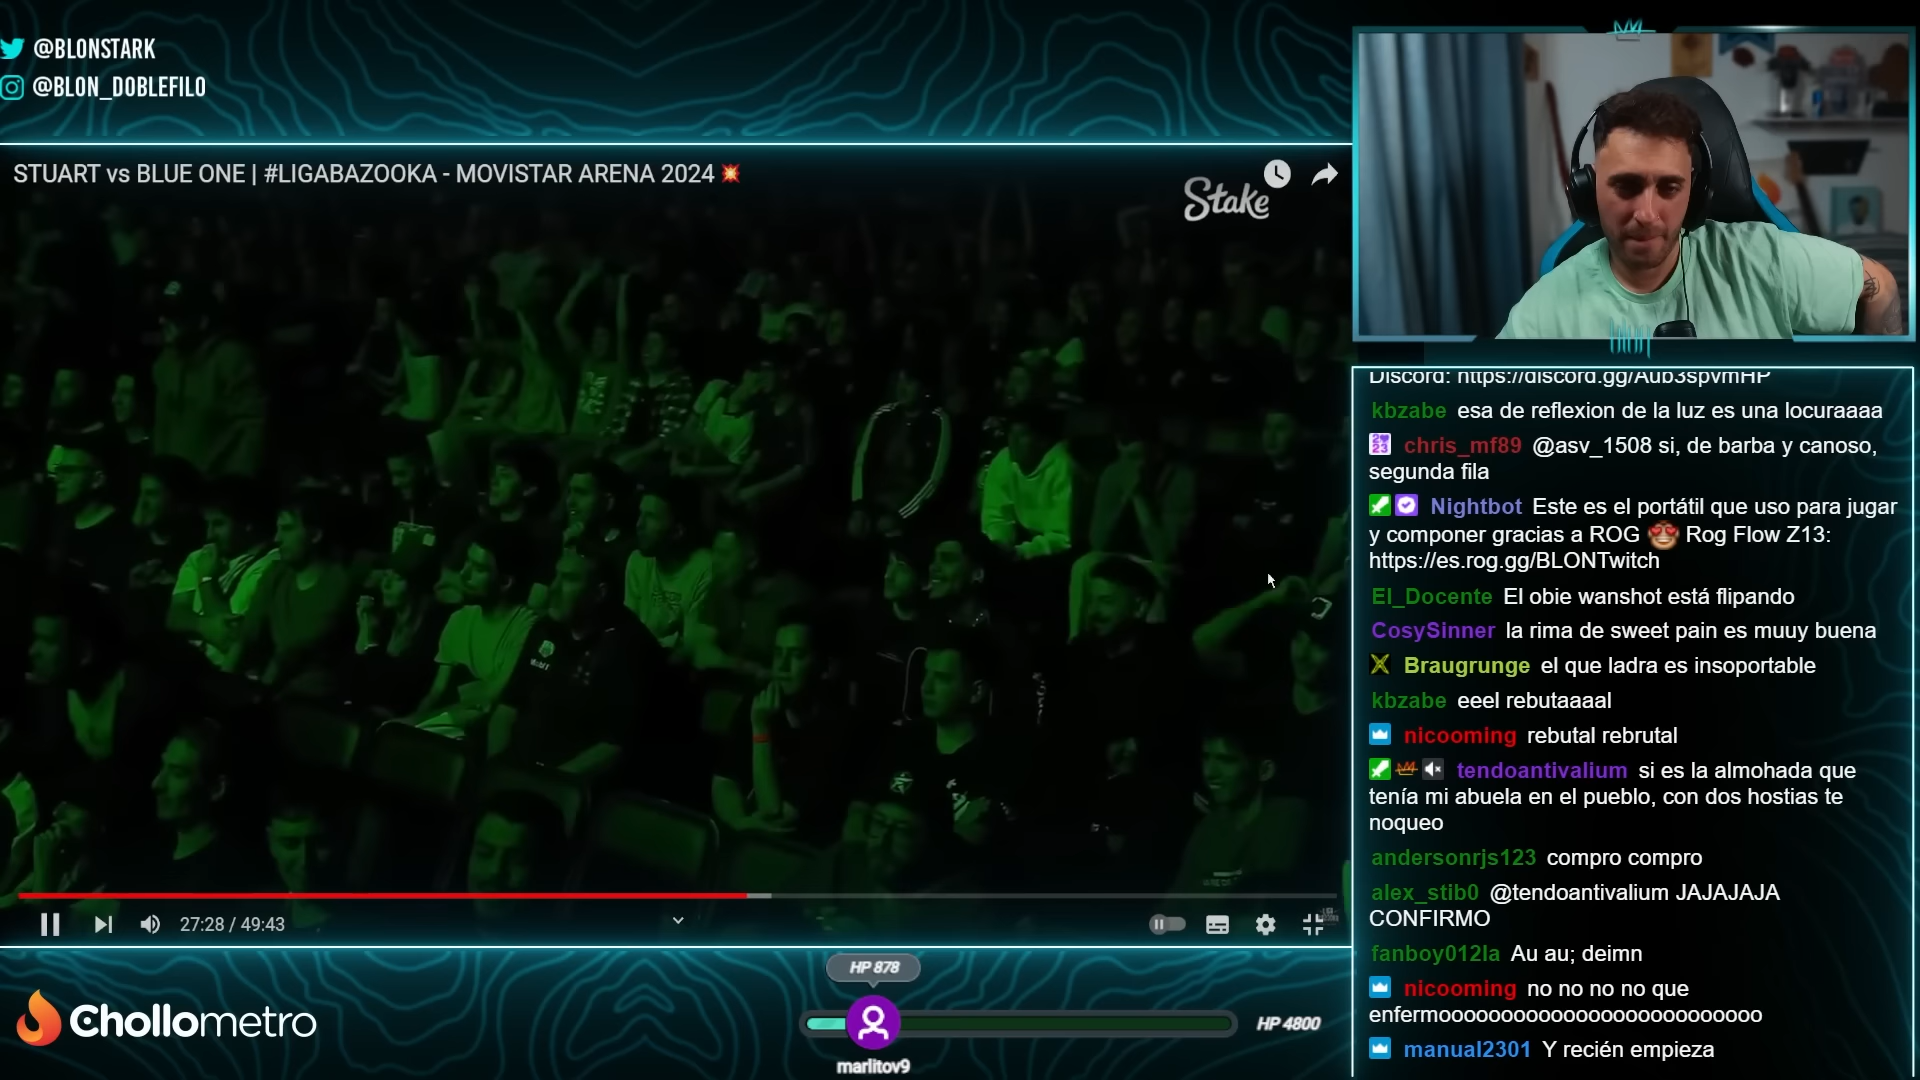 @BLONSTARK
@BLON_DOBLEFILO
STUART vs BLUE ONE | #LIGABAZOOKA - MOVISTAR ARENA 2024 💥
Stake
Discord: https://discord.gg/Aub3spvmHP
kbzabe esa de reflexion de la luz es una locuraaaa
chris_mf89 @asv_1508 si, de barba y canoso,
segunda fila
Nightbot Este es el portátil que uso para jugar
y componer gracias a ROG Rog Flow Z13:
https://es.rog.gg/BLONTwitch
El_Docente El obie wanshot está flipando
CosySinner la rima de sweet pain es muuy buena
Braugrunge el que ladra es insoportable
kbzabe eeel rebutaaaal
nicooming rebutal rebrutal
tendoantivalium si es la almohada que
tenía mi abuela en el pueblo, con dos hostias te
noqueo
andersonrjs123 compro compro
alex_stib0 @tendoantivalium JAJAJAJA
CONFIRMO
fanboy012la Au au; deimn
nicooming no no no no que
enfermoooooooooooooooooooooooooo
manual2301 Y recién empieza
27:28 / 49:43
HP 878
Chollometro
HP 4800
marlitov9